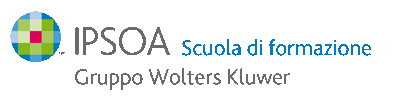 IPSOA Scuola di formazione
Gruppo Wolters Kluwer